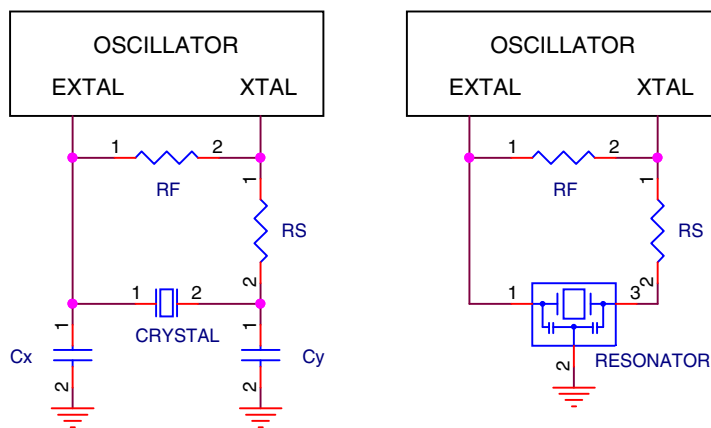 OSCILLATOR
EXTAL XTAL
1 2
RF
1
RS
2
1 2
CRYSTAL
1 1
Cx Cy
2 2
OSCILLATOR
EXTAL XTAL
1 2
RF
1
RS
2
1 3
RESONATOR
2